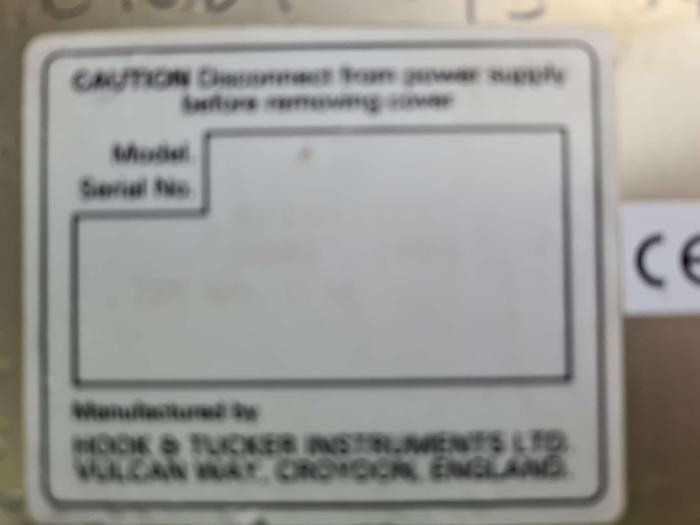 CAUTION Disconnect from power supply
before removing cover
Model.
Serial No.
CE
Manufactured by
HOOK & TUCKER INSTRUMENTS LTD.
VULCAN WAY, CROYDON, ENGLAND.